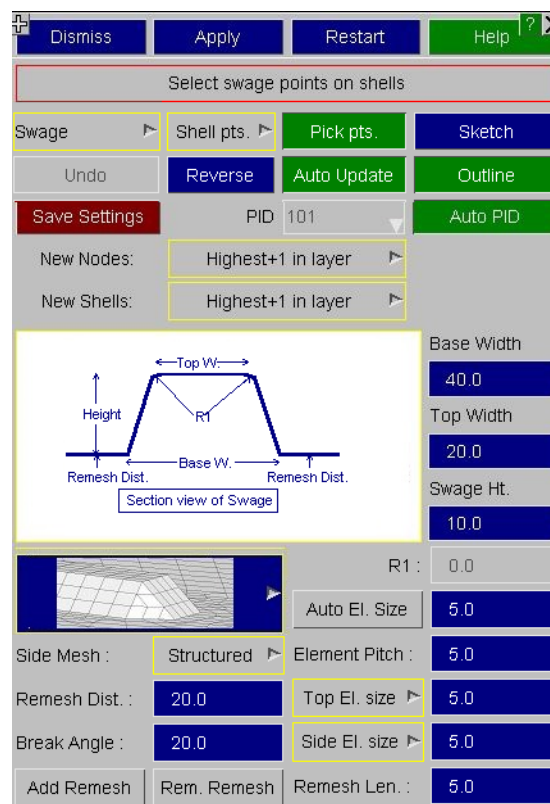 Dismiss Apply Restart Help ?
Select swage points on shells
Swage Shell pts. Pick pts. Sketch
Undo Reverse Auto Update Outline
Save Settings PID 101 Auto PID
New Nodes: Highest+1 in layer
New Shells: Highest+1 in layer
Base Width
40.0
Top Width
20.0
Swage Ht.
10.0
Top W.
Height R1
Base W.
Remesh Dist. Remesh Dist.
Section view of Swage
R1 : 0.0
Auto El. Size 5.0
Side Mesh : Structured Element Pitch : 5.0
Remesh Dist. : 20.0 Top El. size 5.0
Break Angle : 20.0 Side El. size 5.0
Add Remesh Rem. Remesh Remesh Len. : 5.0